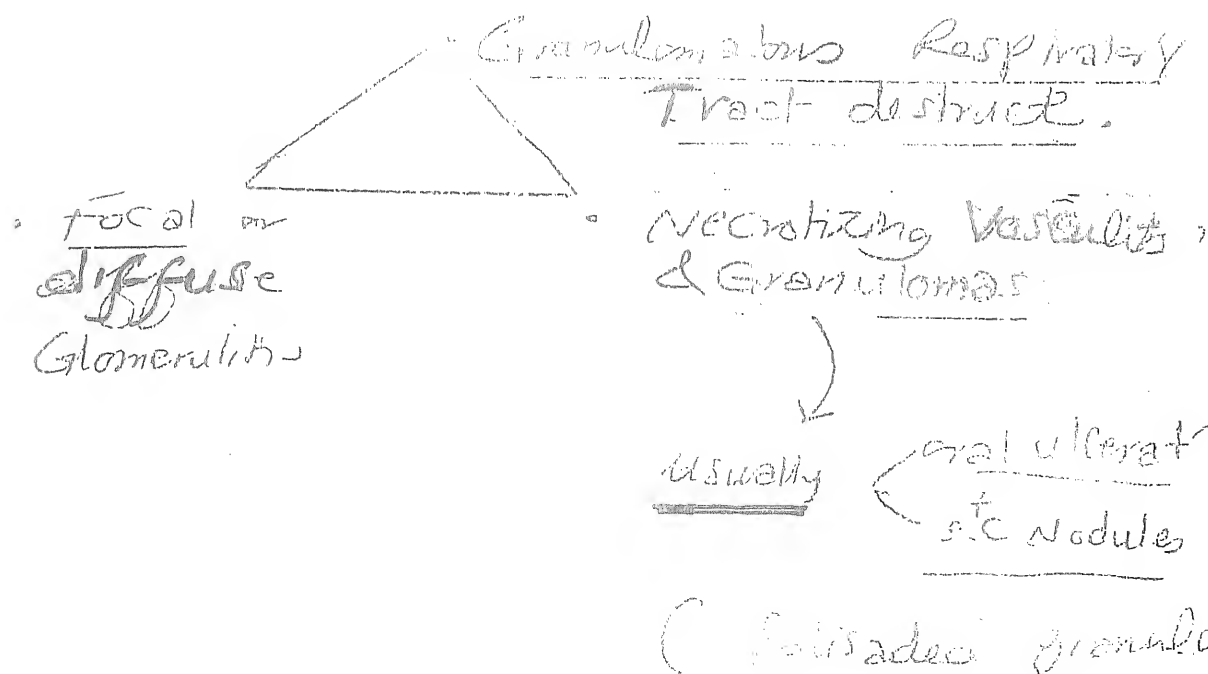 Granulomatous Respiratory
Tract destruct.
Focal or
diffuse
Glomerulitis
Necrotizing Vasculitis
& Granulomas
Usually
oral ulcerat
+
s.c Nodules
( Palisaded granulo